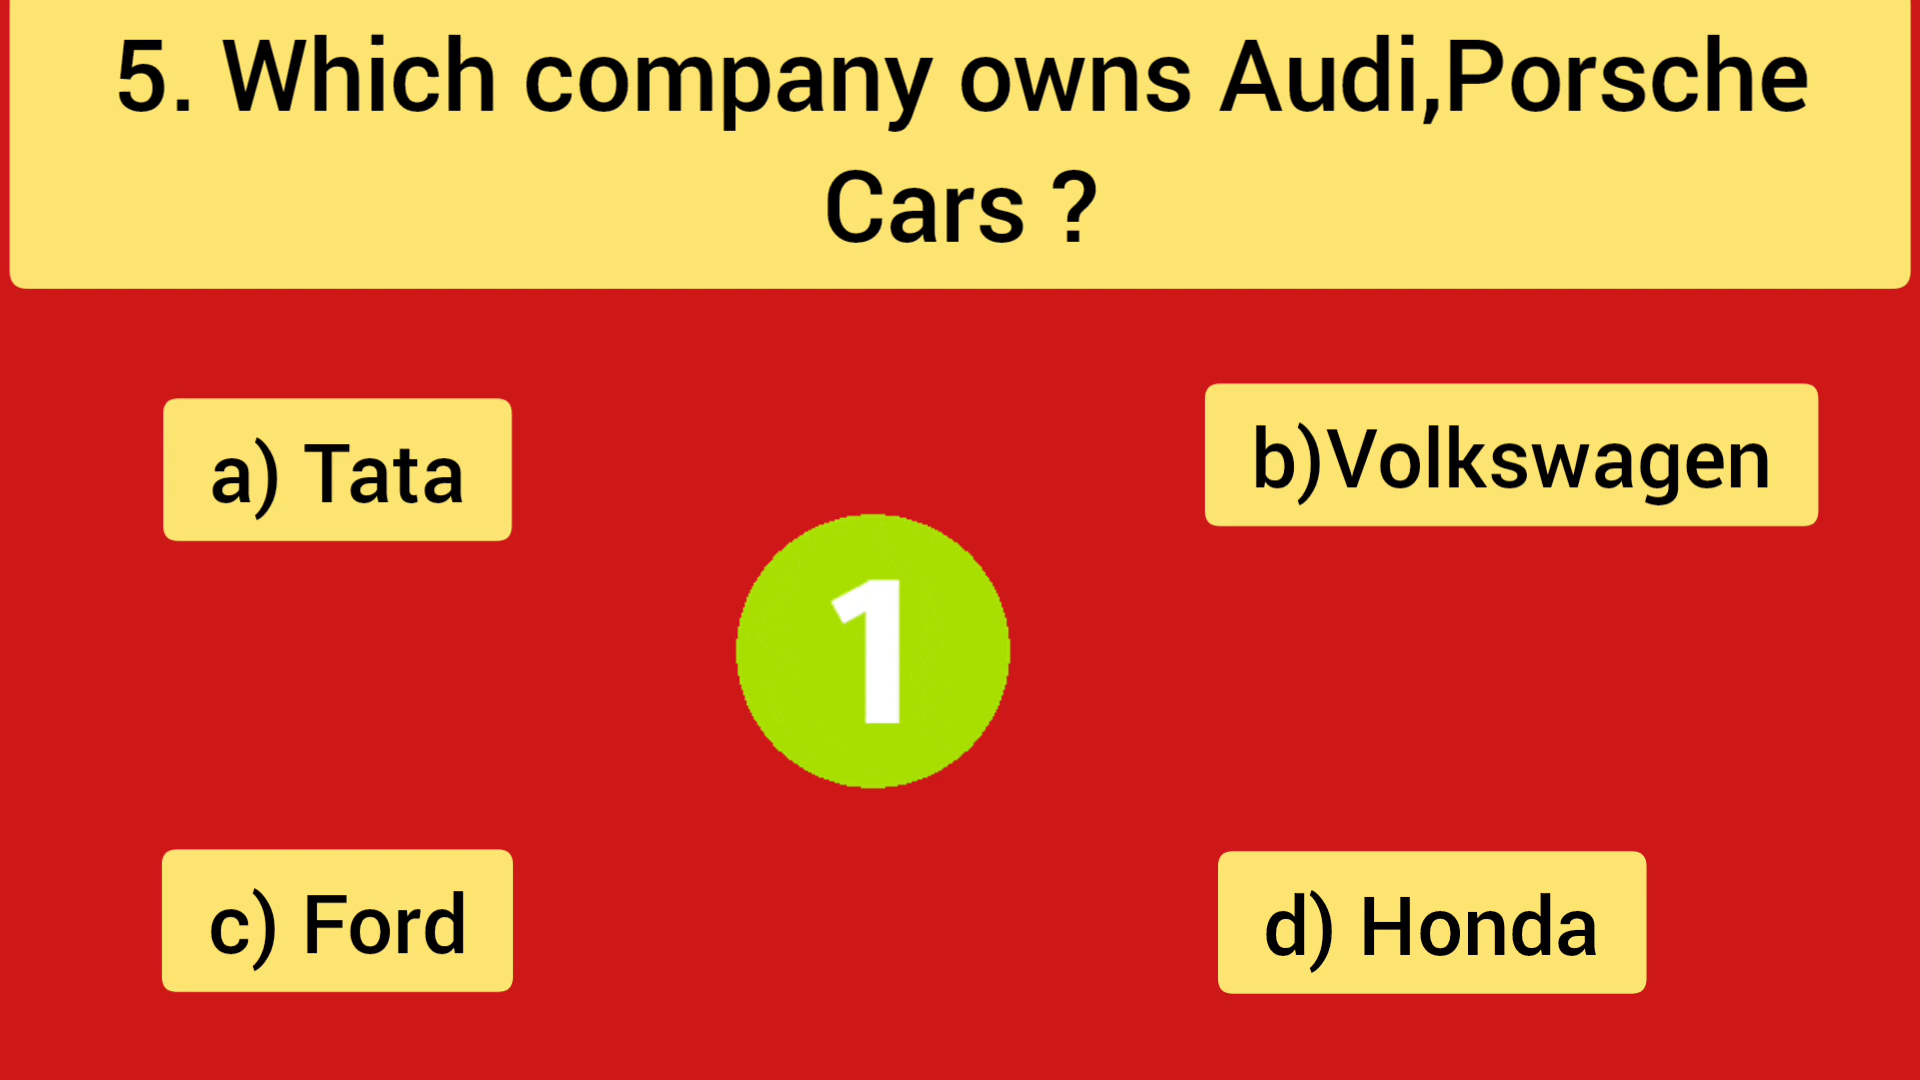 5. Which company owns Audi,Porsche
Cars ?
a) Tata
b)Volkswagen
1
c) Ford
d) Honda